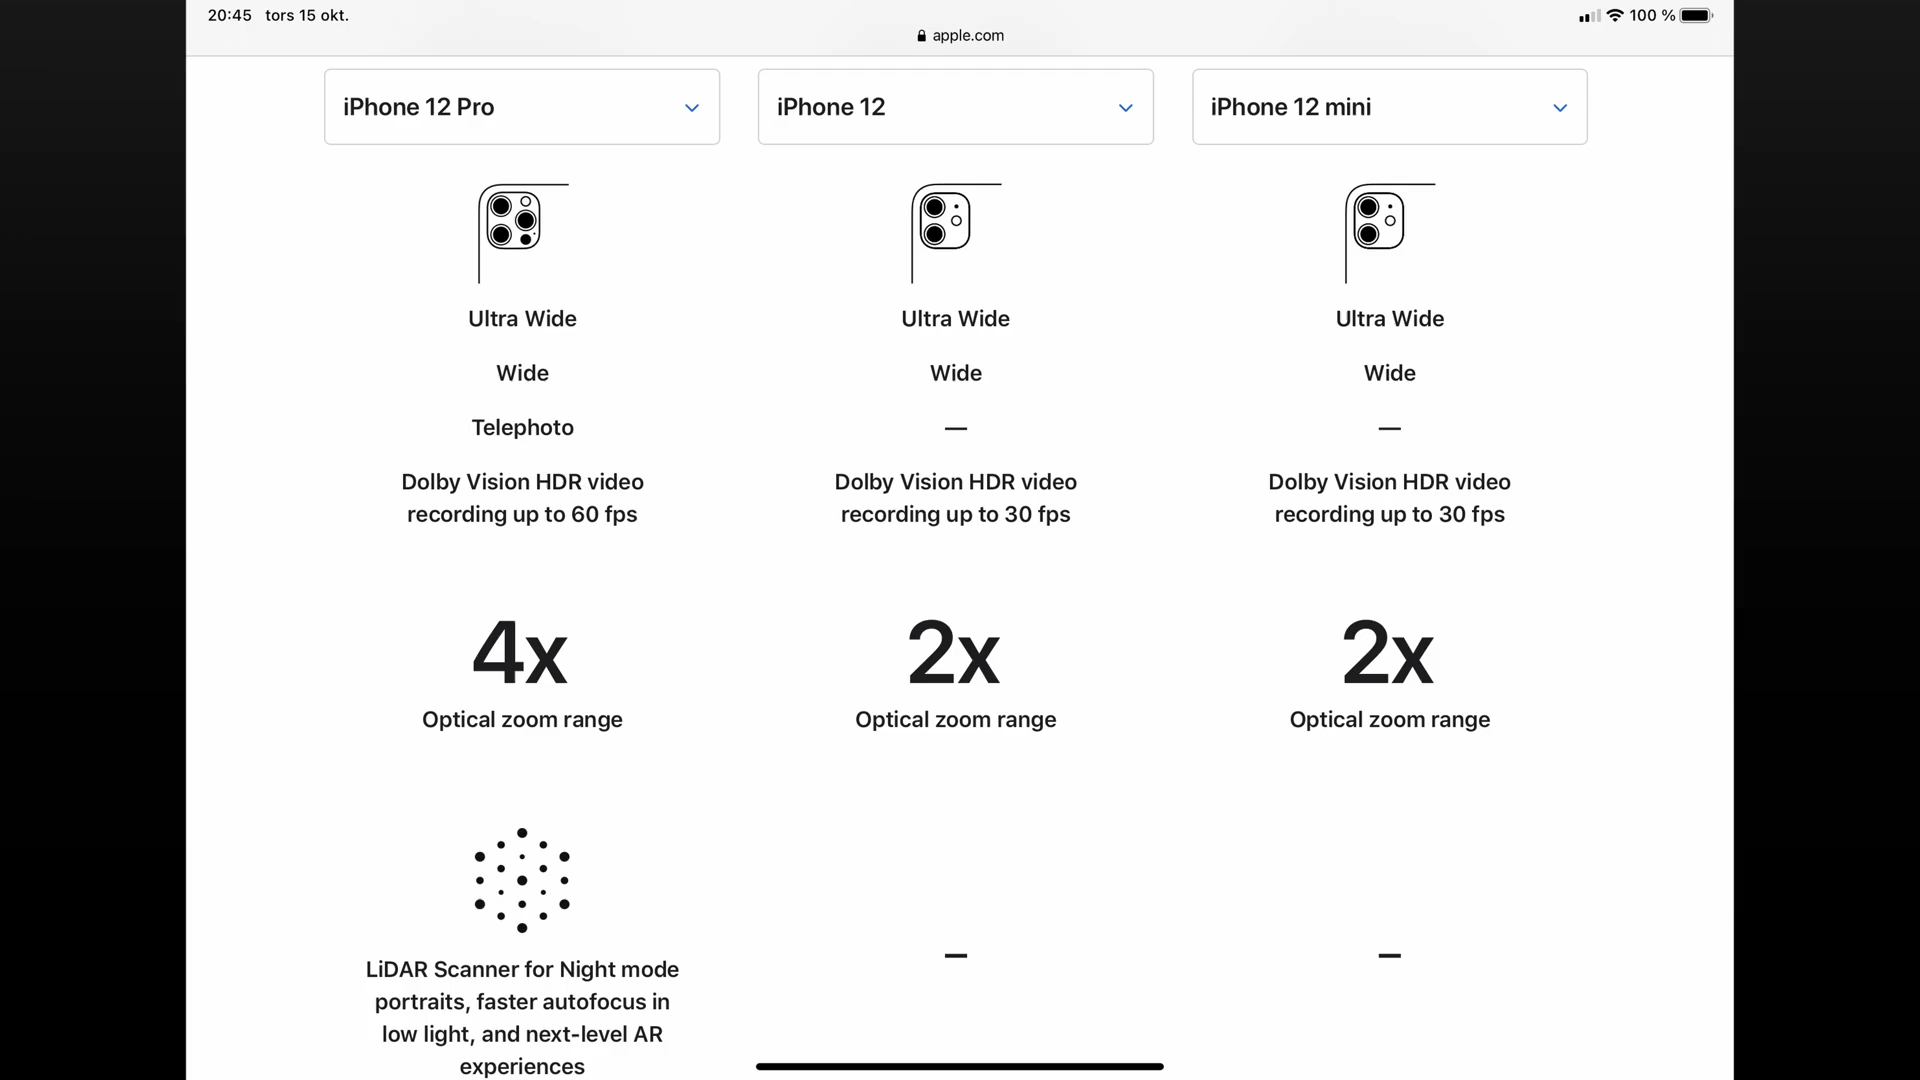 20:45 tors 15 okt.
100 %
apple.com
iPhone 12 Pro
iPhone 12
iPhone 12 mini
Ultra Wide
Ultra Wide
Ultra Wide
Wide
Wide
Wide
Telephoto
—
—
Dolby Vision HDR video
recording up to 60 fps
Dolby Vision HDR video
recording up to 30 fps
Dolby Vision HDR video
recording up to 30 fps
4x
Optical zoom range
2x
Optical zoom range
2x
Optical zoom range
LiDAR Scanner for Night mode
portraits, faster autofocus in
low light, and next-level AR
experiences
—
—